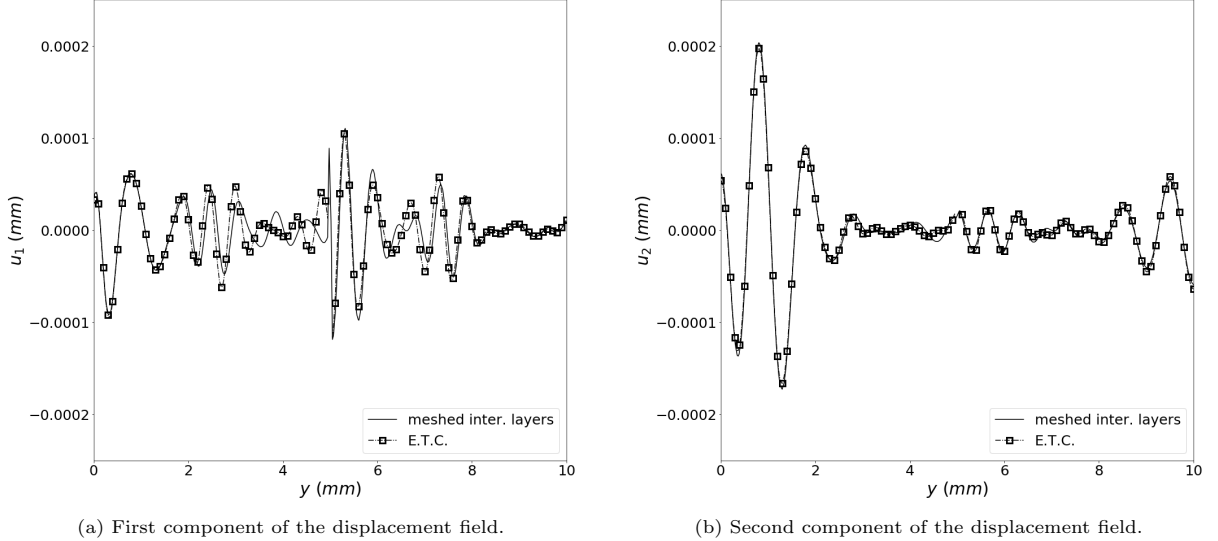 0.0002
0.0001
0.0000
−0.0001
−0.0002
u₁ (mm)
0 2 4 6 8 10
y (mm)
meshed inter. layers
E.T.C.
(a) First component of the displacement field.
0.0002
0.0001
0.0000
−0.0001
−0.0002
u₂ (mm)
0 2 4 6 8 10
y (mm)
meshed inter. layers
E.T.C.
(b) Second component of the displacement field.